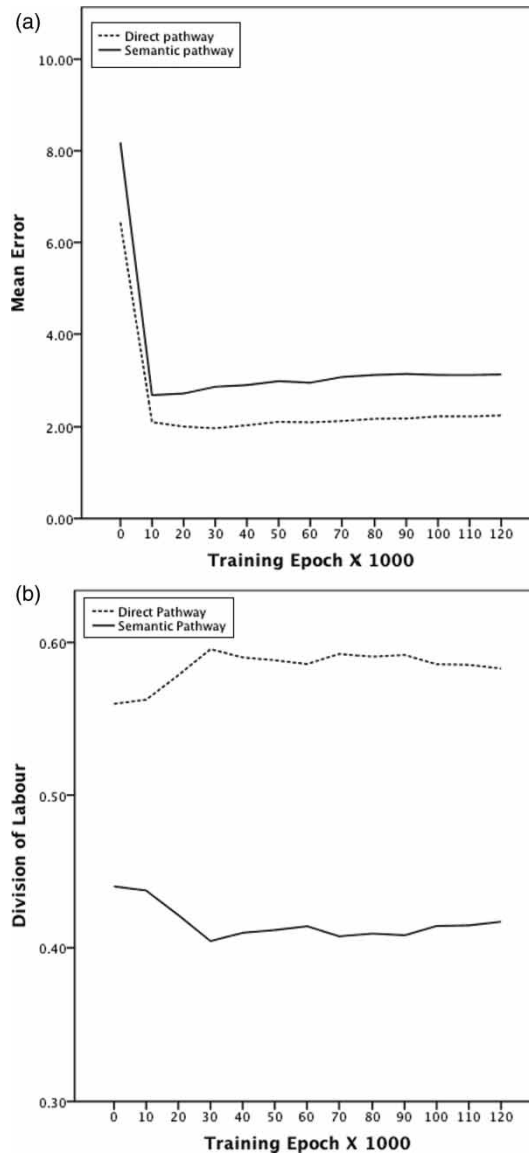 (a)
Direct pathway
Semantic pathway
10.00
8.00
6.00
4.00
2.00
0.00
Mean Error
0 10 20 30 40 50 60 70 80 90 100 110 120
Training Epoch X 1000
(b)
Direct Pathway
Semantic Pathway
0.60
0.50
0.40
0.30
Division of Labour
0 10 20 30 40 50 60 70 80 90 100 110 120
Training Epoch X 1000